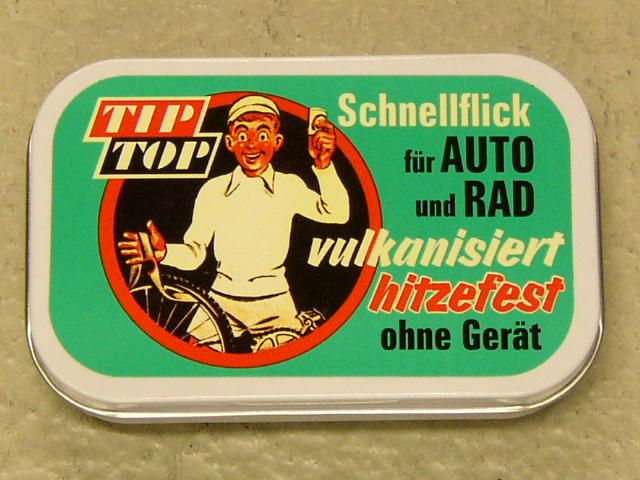 TIP
TOP
Schnellflick
für AUTO
und RAD
vulkanisiert
hitzefest
ohne Gerät